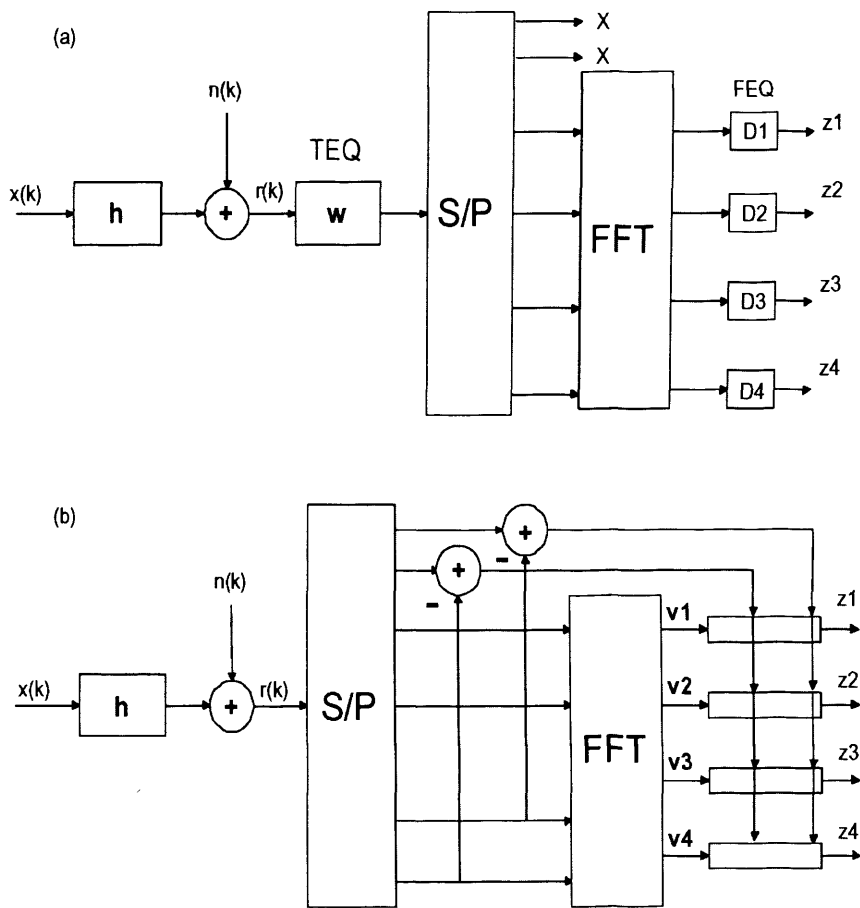 (a)
X
X
n(k)
FEQ
TEQ
D1
z1
x(k)
h
+
r(k)
w
S/P
D2
z2
FFT
D3
z3
D4
z4
(b)
+
n(k)
−
+
−
v1
z1
x(k)
h
+
r(k)
S/P
v2
z2
FFT
v3
z3
v4
z4